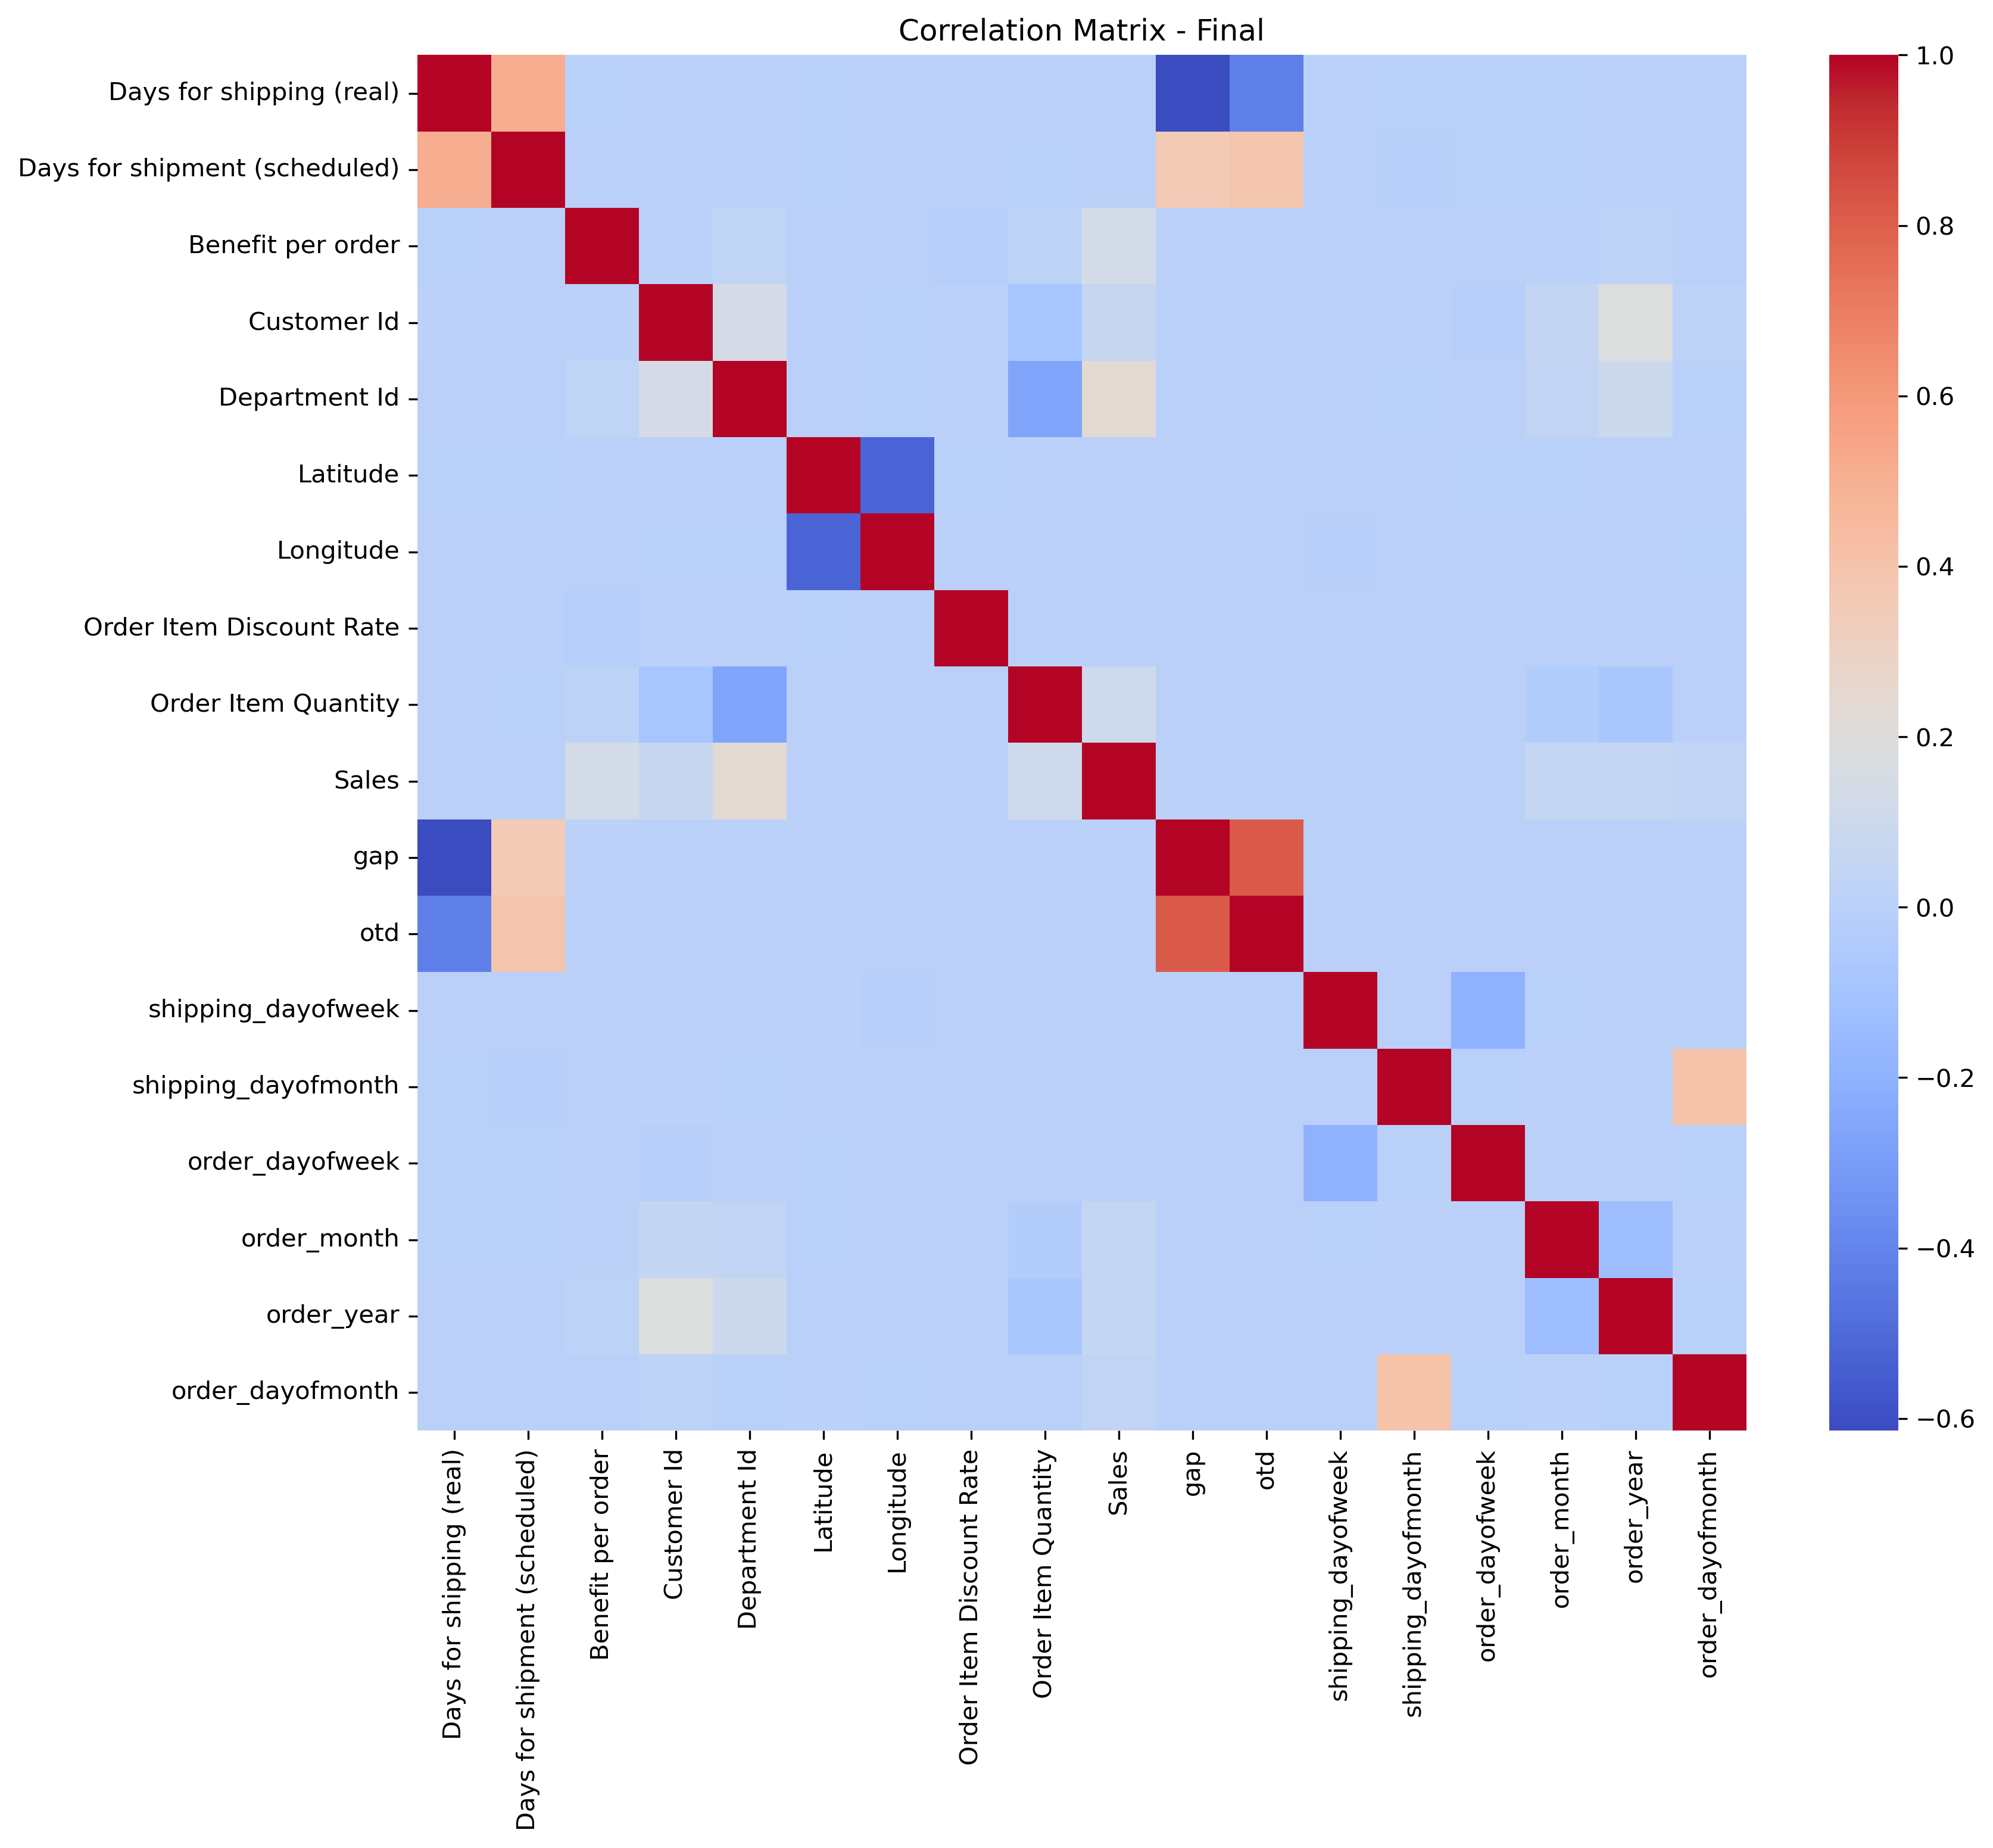 Correlation Matrix - Final
Days for shipping (real)
Days for shipment (scheduled)
Benefit per order
Customer Id
Department Id
Latitude
Longitude
Order Item Discount Rate
Order Item Quantity
Sales
gap
otd
shipping_dayofweek
shipping_dayofmonth
order_dayofweek
order_month
order_year
order_dayofmonth
Days for shipping (real)
Days for shipment (scheduled)
Benefit per order
Customer Id
Department Id
Latitude
Longitude
Order Item Discount Rate
Order Item Quantity
Sales
gap
otd
shipping_dayofweek
shipping_dayofmonth
order_dayofweek
order_month
order_year
order_dayofmonth
1.0
0.8
0.6
0.4
0.2
0.0
−0.2
−0.4
−0.6